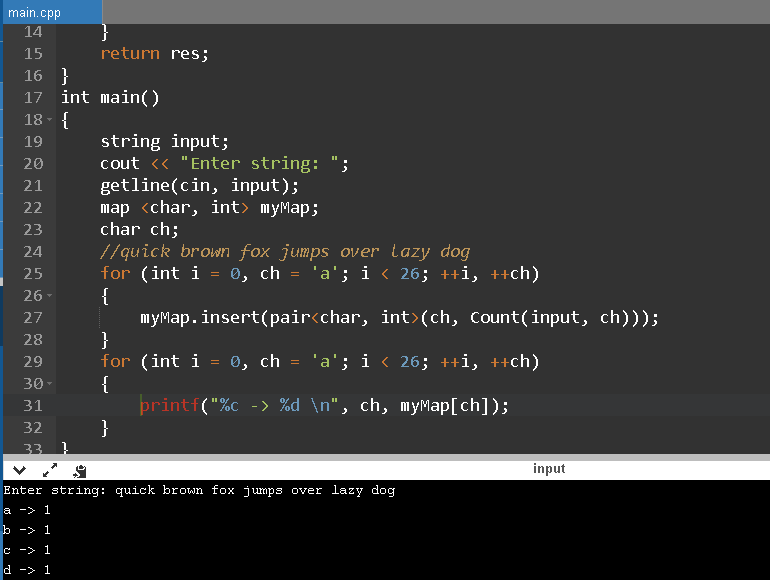 main.cpp
14 }
15 return res;
16 }
17 int main()
18 {
19 string input;
20 cout << "Enter string: ";
21 getline(cin, input);
22 map <char, int> myMap;
23 char ch;
24 //quick brown fox jumps over lazy dog
25 for (int i = 0, ch = 'a'; i < 26; ++i, ++ch)
26 {
27 myMap.insert(pair<char, int>(ch, Count(input, ch)));
28 }
29 for (int i = 0, ch = 'a'; i < 26; ++i, ++ch)
30 {
31 printf("%c -> %d \n", ch, myMap[ch]);
32 }
33 }
input
Enter string: quick brown fox jumps over lazy dog
a -> 1
b -> 1
c -> 1
d -> 1